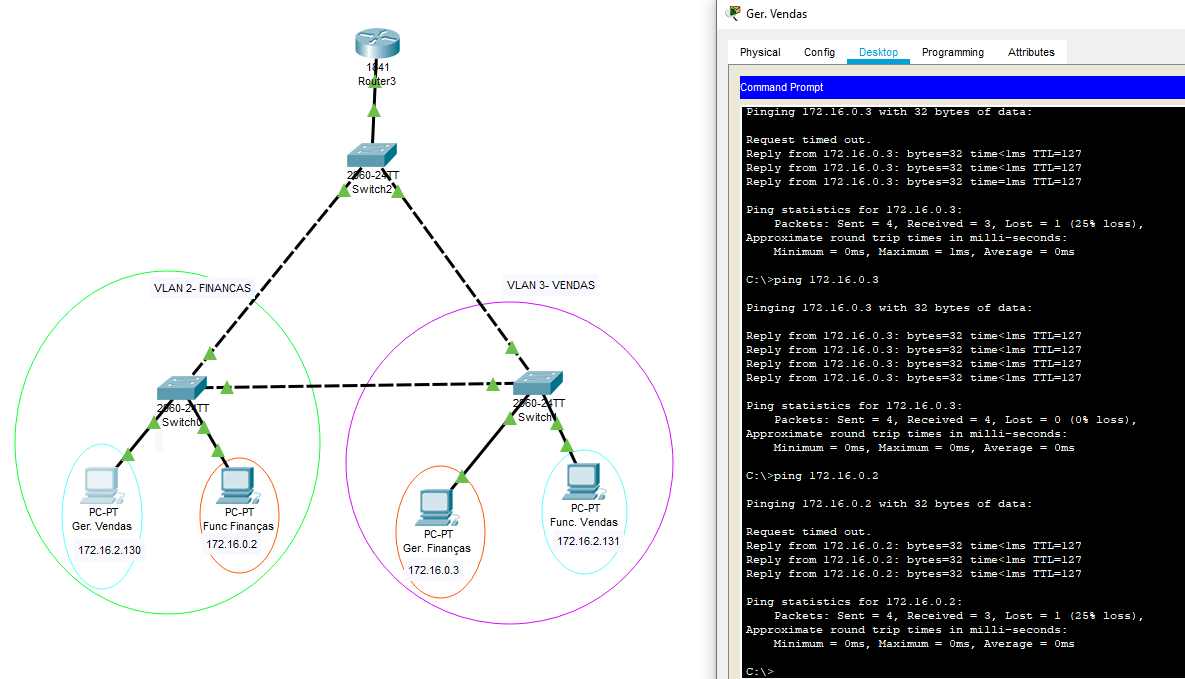 1841
Router3
2960-24TT
Switch2
VLAN 2- FINANCAS
VLAN 3- VENDAS
2960-24TT
Switch0
2960-24TT
Switch1
PC-PT
Ger. Vendas
172.16.2.130
PC-PT
Func Finanças
172.16.0.2
PC-PT
Ger. Finanças
172.16.0.3
PC-PT
Func. Vendas
172.16.2.131
Ger. Vendas
Physical Config Desktop Programming Attributes
Command Prompt
Pinging 172.16.0.3 with 32 bytes of data:
Request timed out.
Reply from 172.16.0.3: bytes=32 time<1ms TTL=127
Reply from 172.16.0.3: bytes=32 time<1ms TTL=127
Reply from 172.16.0.3: bytes=32 time=1ms TTL=127
Ping statistics for 172.16.0.3:
Packets: Sent = 4, Received = 3, Lost = 1 (25% loss),
Approximate round trip times in milli-seconds:
Minimum = 0ms, Maximum = 1ms, Average = 0ms
C:\>ping 172.16.0.3
Pinging 172.16.0.3 with 32 bytes of data:
Reply from 172.16.0.3: bytes=32 time<1ms TTL=127
Reply from 172.16.0.3: bytes=32 time<1ms TTL=127
Reply from 172.16.0.3: bytes=32 time<1ms TTL=127
Reply from 172.16.0.3: bytes=32 time<1ms TTL=127
Ping statistics for 172.16.0.3:
Packets: Sent = 4, Received = 4, Lost = 0 (0% loss),
Approximate round trip times in milli-seconds:
Minimum = 0ms, Maximum = 0ms, Average = 0ms
C:\>ping 172.16.0.2
Pinging 172.16.0.2 with 32 bytes of data:
Request timed out.
Reply from 172.16.0.2: bytes=32 time<1ms TTL=127
Reply from 172.16.0.2: bytes=32 time<1ms TTL=127
Reply from 172.16.0.2: bytes=32 time<1ms TTL=127
Ping statistics for 172.16.0.2:
Packets: Sent = 4, Received = 3, Lost = 1 (25% loss),
Approximate round trip times in milli-seconds:
Minimum = 0ms, Maximum = 0ms, Average = 0ms
C:\>